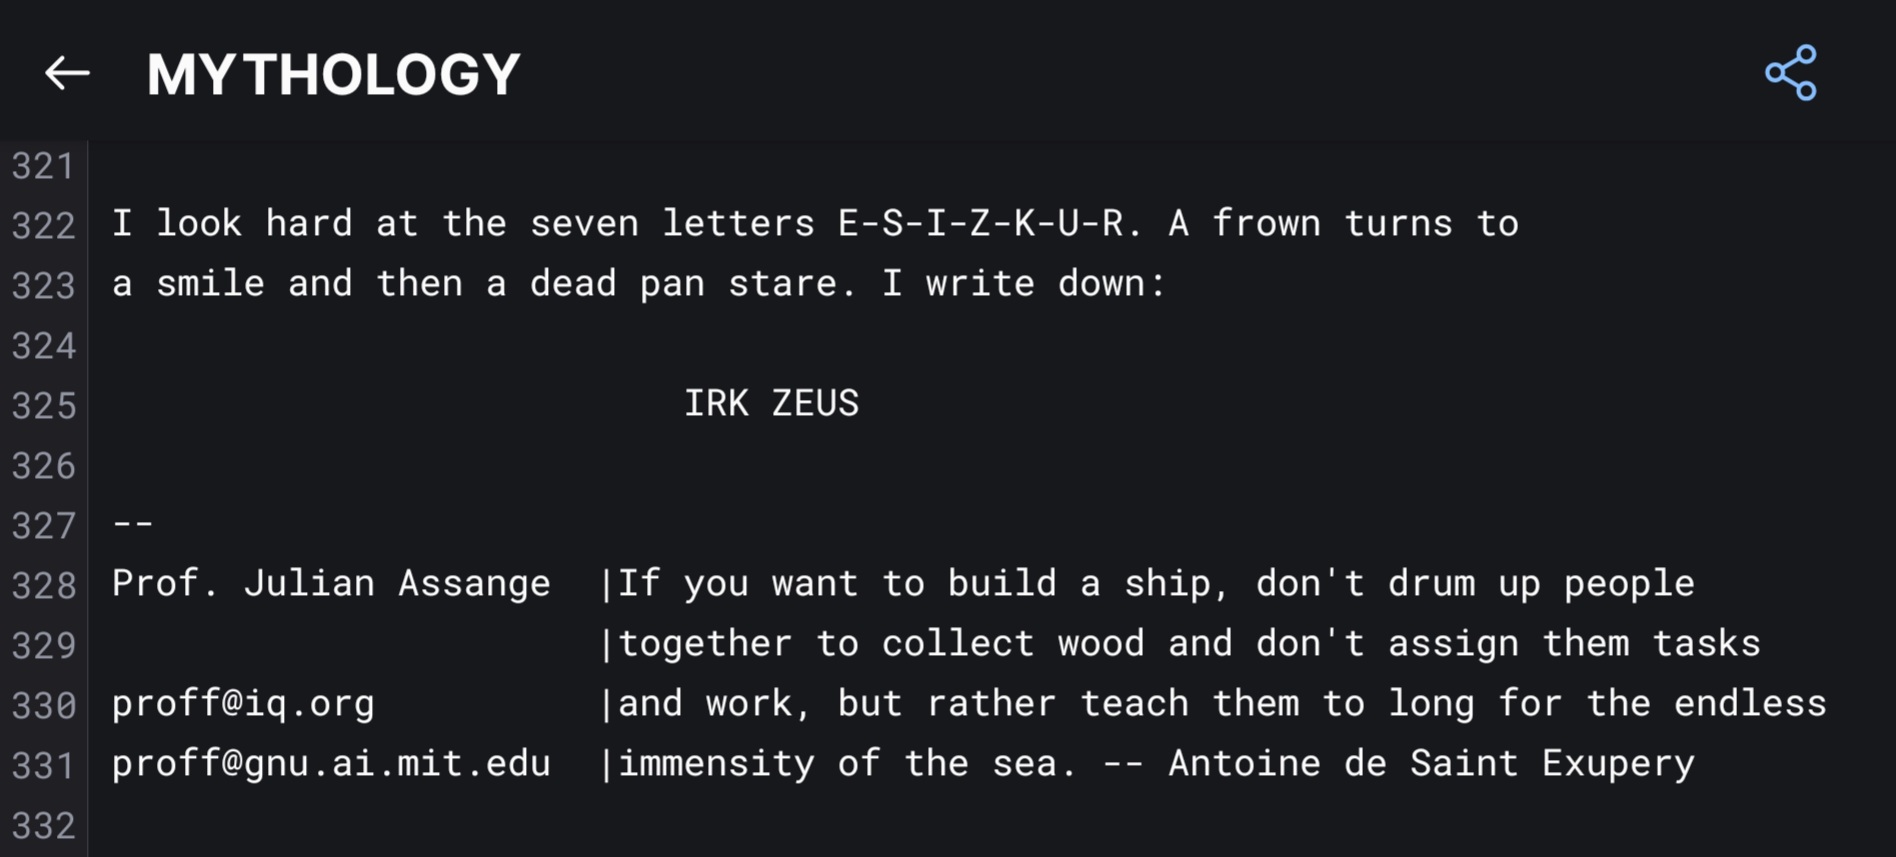 MYTHOLOGY
321
322 I look hard at the seven letters E-S-I-Z-K-U-R. A frown turns to
323 a smile and then a dead pan stare. I write down:
324
325 IRK ZEUS
326
327 --
328 Prof. Julian Assange |If you want to build a ship, don't drum up people
329 |together to collect wood and don't assign them tasks
330 proff@iq.org |and work, but rather teach them to long for the endless
331 proff@gnu.ai.mit.edu |immensity of the sea. -- Antoine de Saint Exupery
332